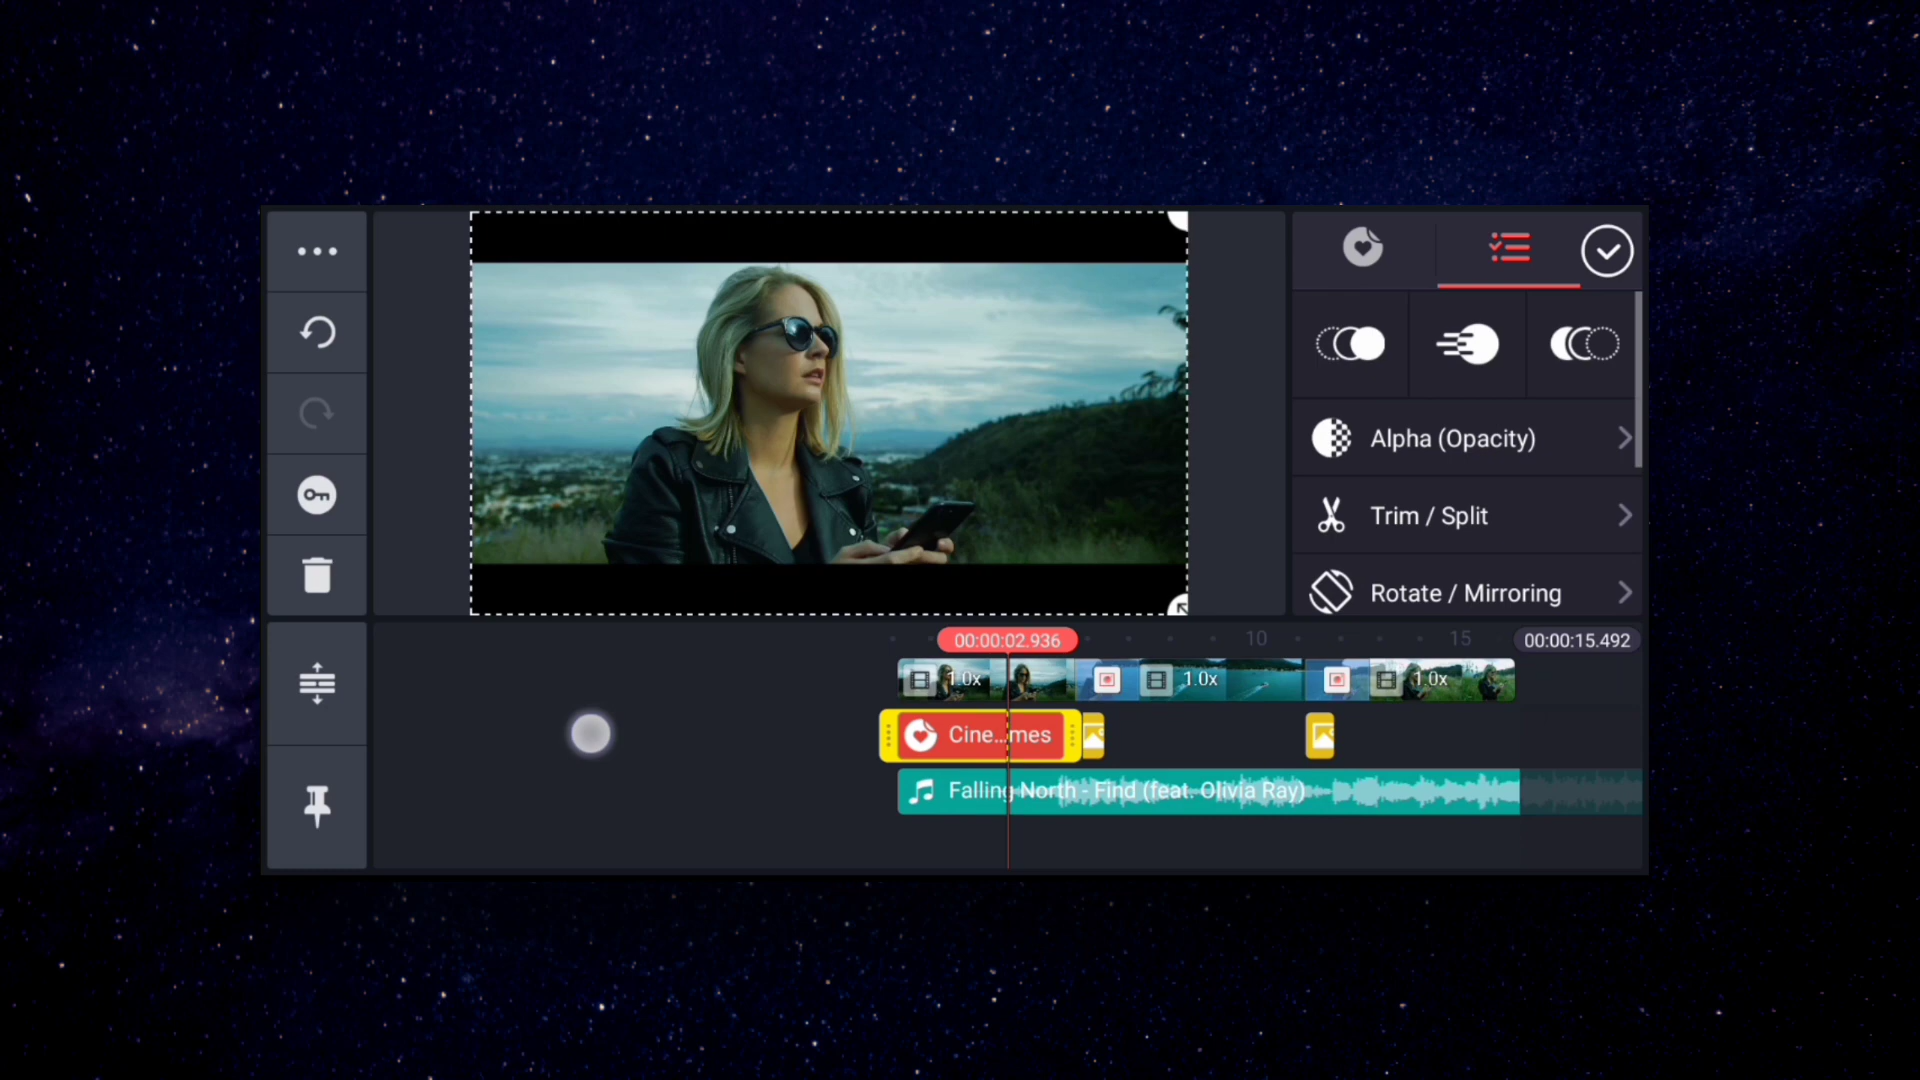 Alpha (Opacity)
Trim / Split
Rotate / Mirroring
00:00:02.936
10
15
00:00:15.492
1.0x
1.0x
1.0x
Cine...mes
Falling North - Find (feat. Olivia Ray)